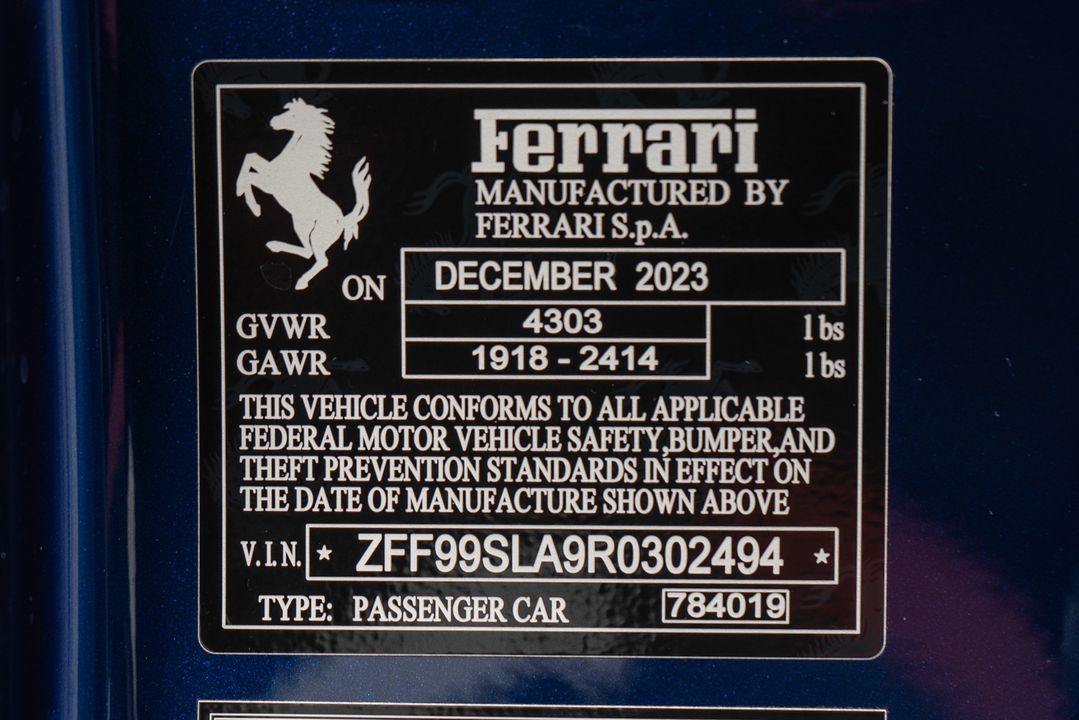 Ferrari
MANUFACTURED BY
FERRARI S.p.A.
ON DECEMBER 2023
GVWR 4303 lbs
GAWR 1918 - 2414 lbs
THIS VEHICLE CONFORMS TO ALL APPLICABLE
FEDERAL MOTOR VEHICLE SAFETY,BUMPER,AND
THEFT PREVENTION STANDARDS IN EFFECT ON
THE DATE OF MANUFACTURE SHOWN ABOVE
V.I.N. ★ ZFF99SLA9R0302494 ★
TYPE: PASSENGER CAR 784019